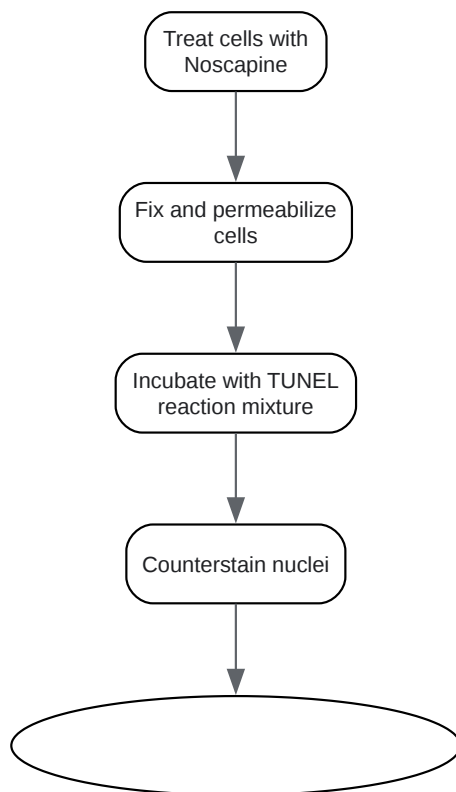 Treat cells with
Noscapine
Fix and permeabilize
cells
Incubate with TUNEL
reaction mixture
Counterstain nuclei